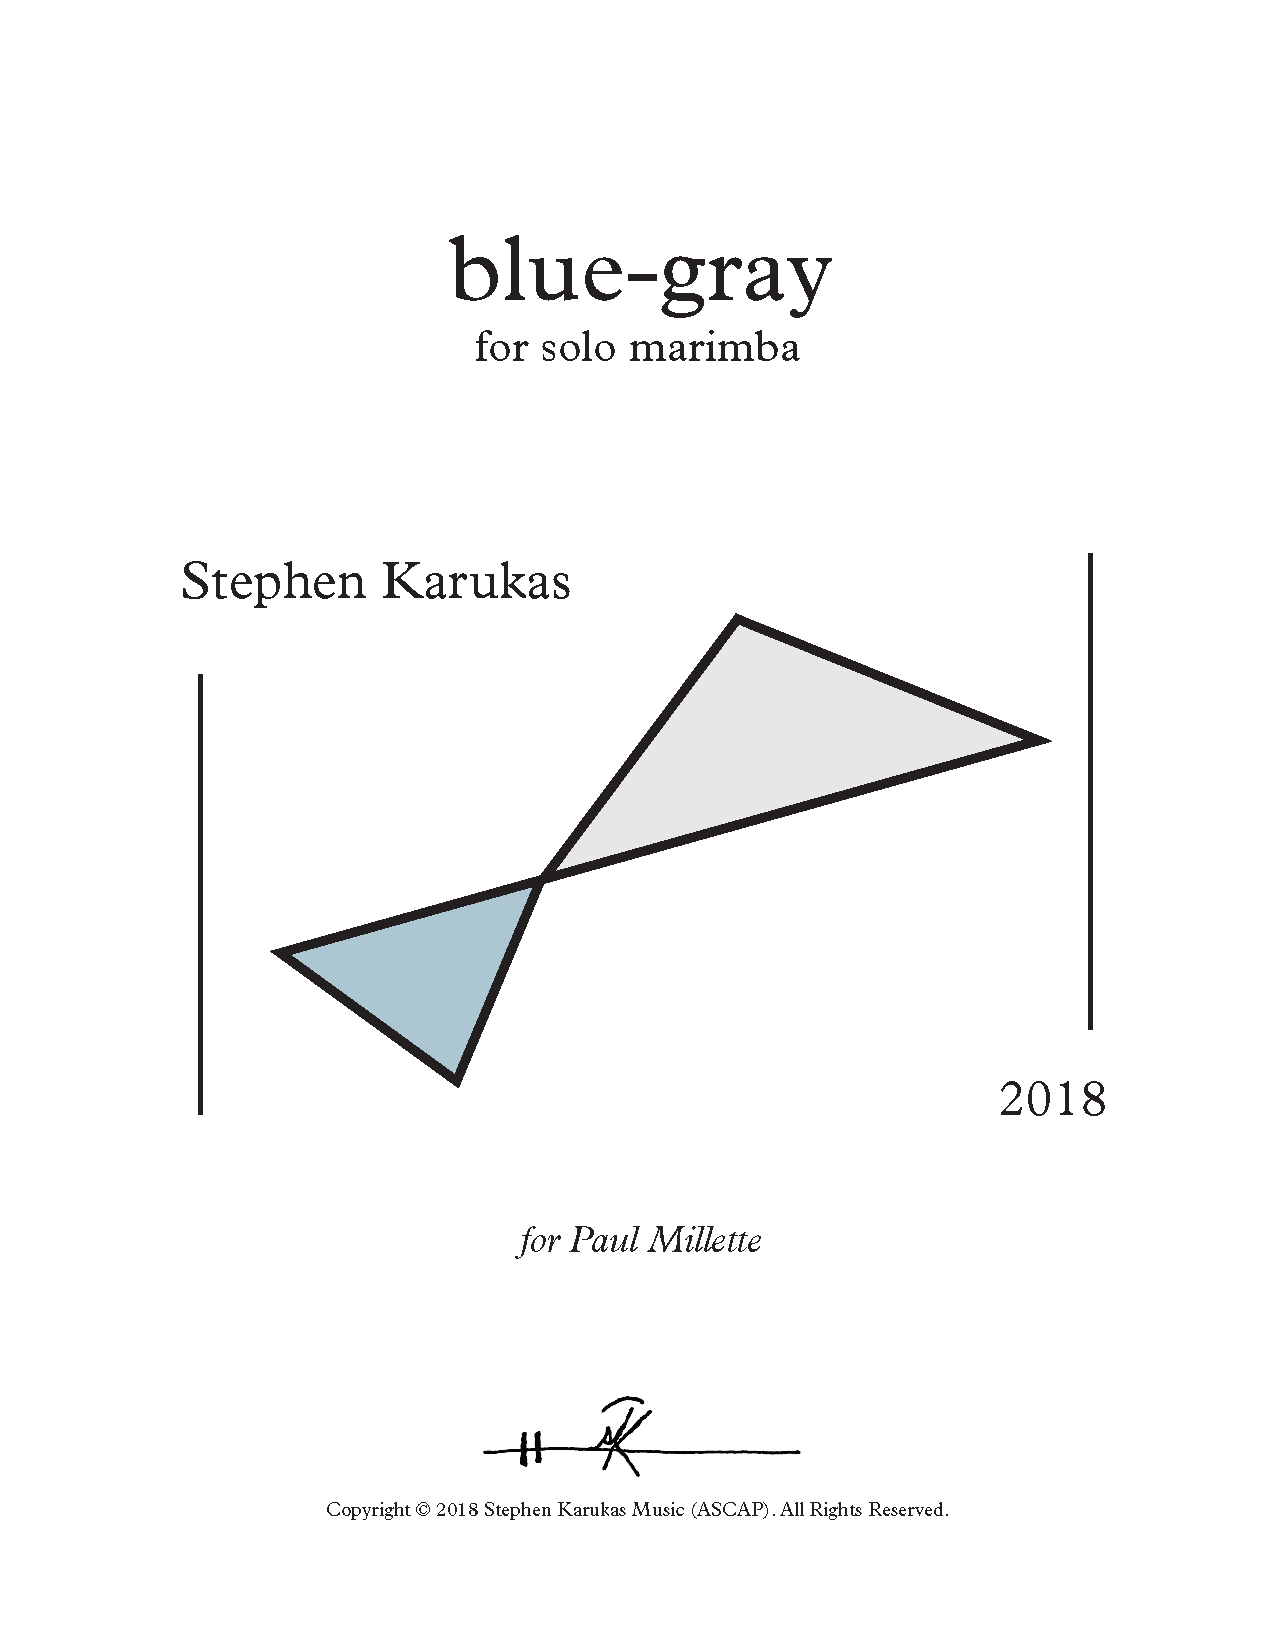 blue-gray
for solo marimba
Stephen Karukas
2018
for Paul Millette
SK
Copyright © 2018 Stephen Karukas Music (ASCAP). All Rights Reserved.